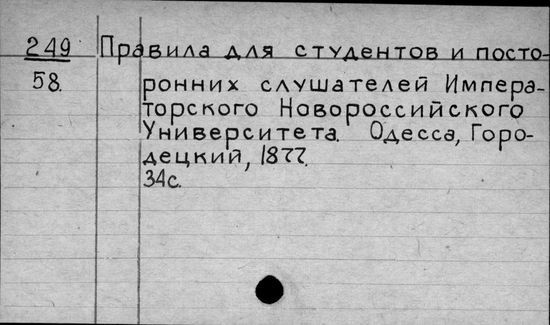 249 Правила для студентов и посто-
58. ронних слушателей Импера-
торского Новороссийского
Университета. Одесса, Горо-
децкий, 1877.
34с.